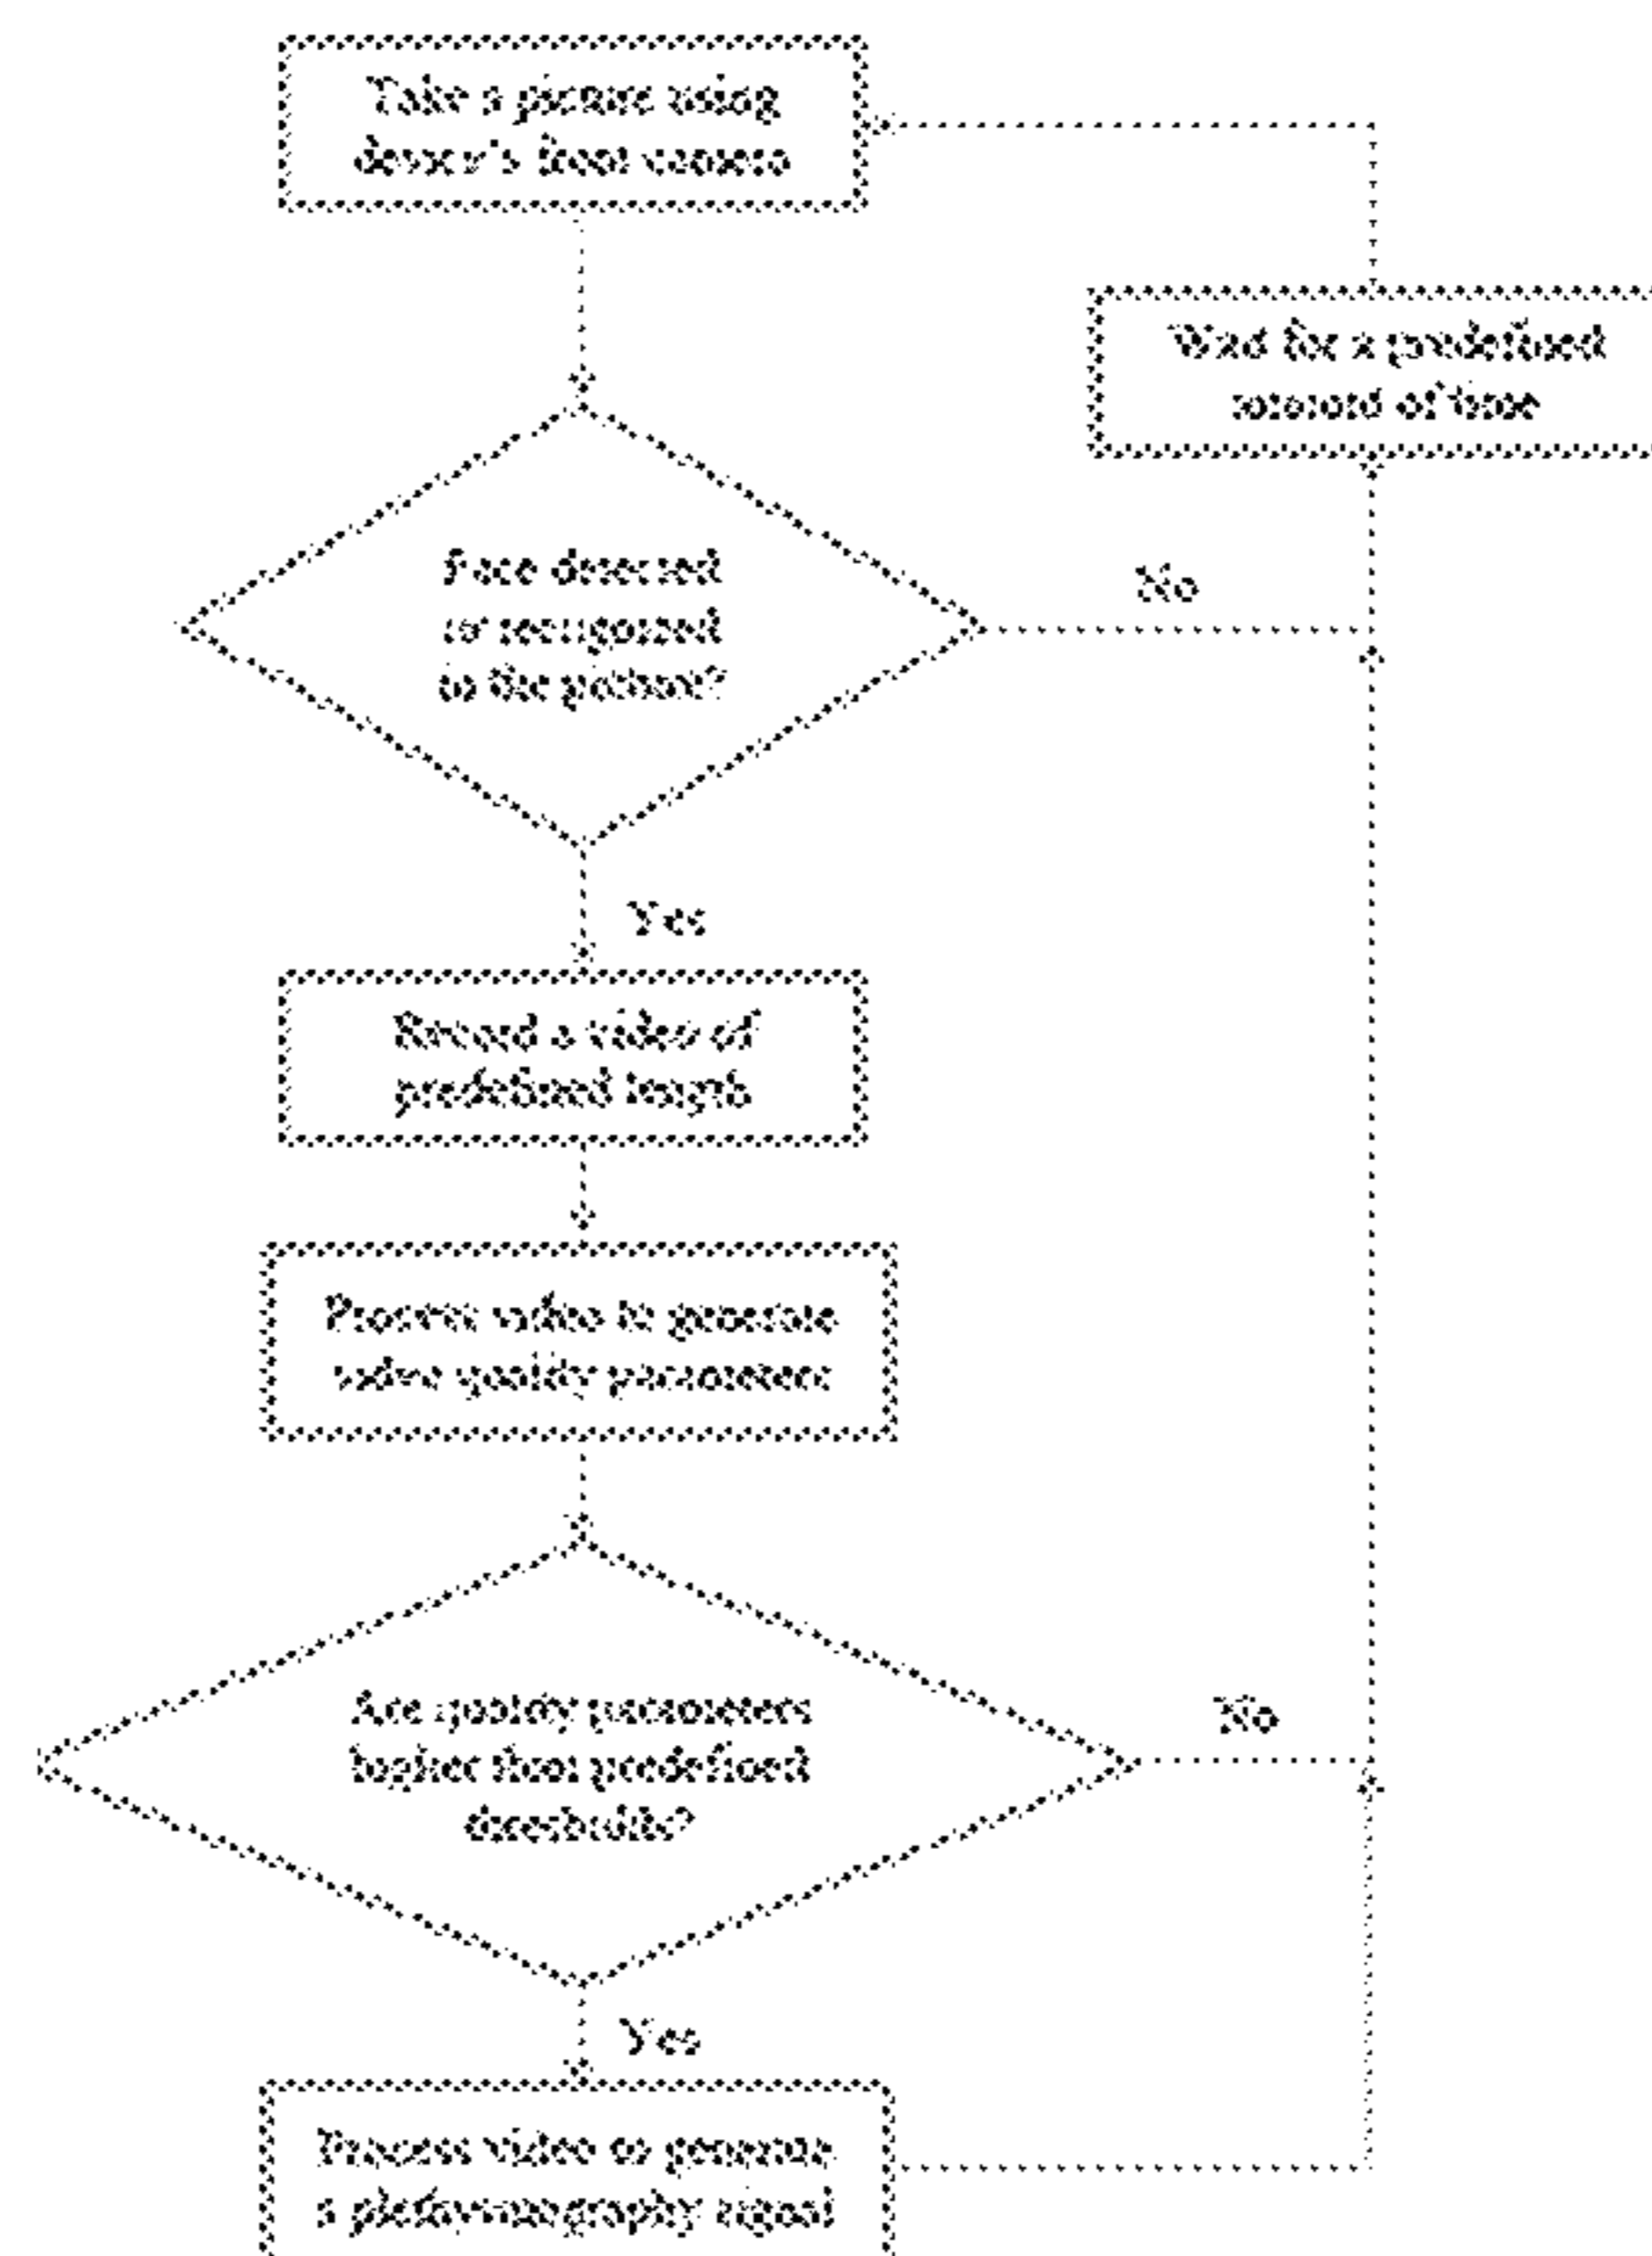 Take a picture using
device's front camera
Wait for a predefined
amount of time
Face detected
or recognized
in the picture?
No
Yes
Record a video of
predefined length
Process video to generate
video quality parameters
Are quality parameters
higher than predefined
thresholds?
No
Yes
Process video to generate
a plethysmography signal